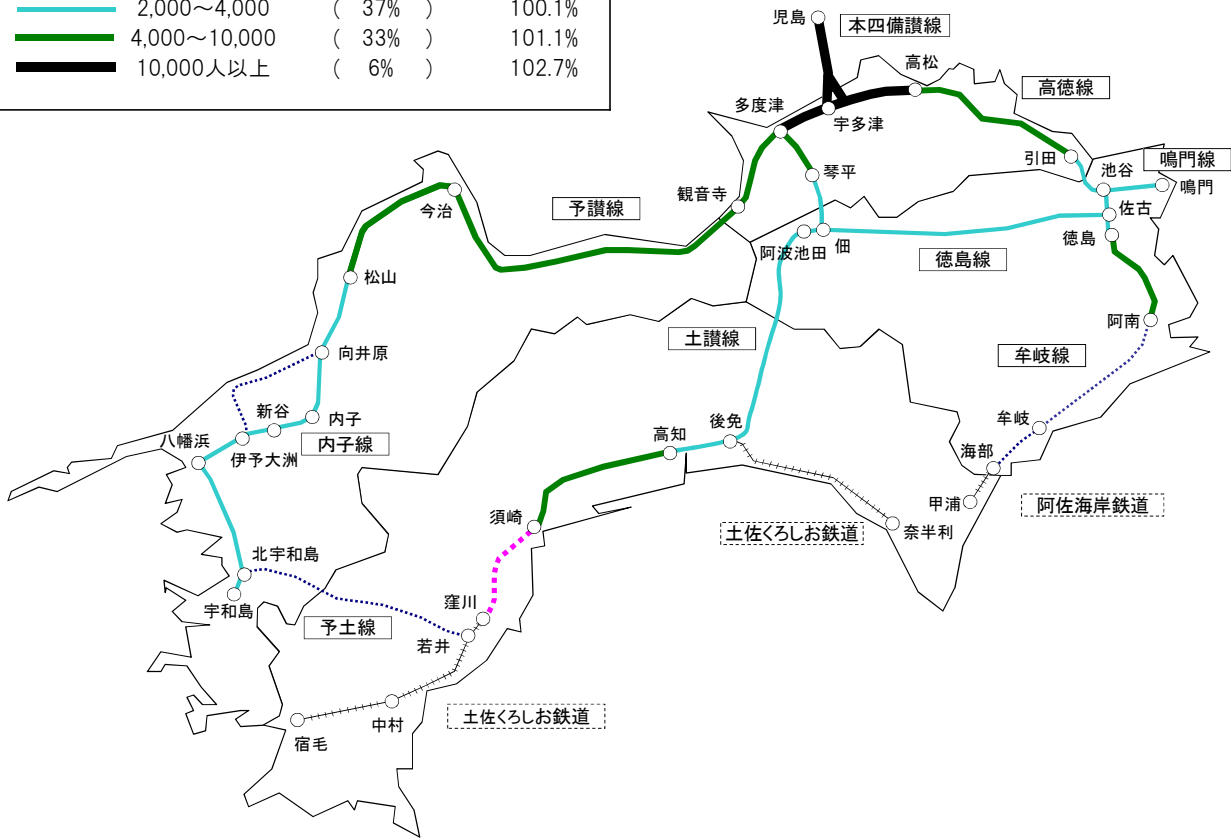 2,000～4,000 ( 37% ) 100.1%
4,000～10,000 ( 33% ) 101.1%
10,000人以上 ( 6% ) 102.7%
児島
本四備讃線
高松
多度津
宇多津
高徳線
引田
池谷
鳴門線
鳴門
琴平
観音寺
今治
予讃線
佐古
徳島
阿波池田
佃
徳島線
松山
土讃線
阿南
向井原
牟岐線
新谷
内子
八幡浜
伊予大洲
内子線
高知
後免
牟岐
海部
甲浦
阿佐海岸鉄道
須崎
土佐くろしお鉄道
奈半利
北宇和島
宇和島
窪川
予土線
若井
中村
土佐くろしお鉄道
宿毛